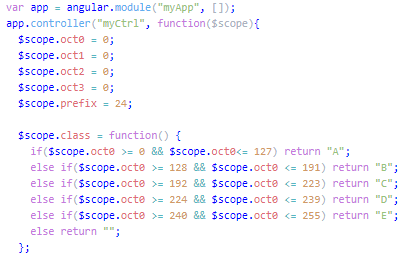 var app = angular.module("myApp", []);
app.controller("myCtrl", function($scope){
  $scope.oct0 = 0;
  $scope.oct1 = 0;
  $scope.oct2 = 0;
  $scope.oct3 = 0;
  $scope.prefix = 24;

  $scope.class = function() {
    if($scope.oct0 >= 0 && $scope.oct0<= 127) return "A";
    else if($scope.oct0 >= 128 && $scope.oct0 <= 191) return "B";
    else if($scope.oct0 >= 192 && $scope.oct0 <= 223) return "C";
    else if($scope.oct0 >= 224 && $scope.oct0 <= 239) return "D";
    else if($scope.oct0 >= 240 && $scope.oct0 <= 255) return "E";
    else return "";
  };